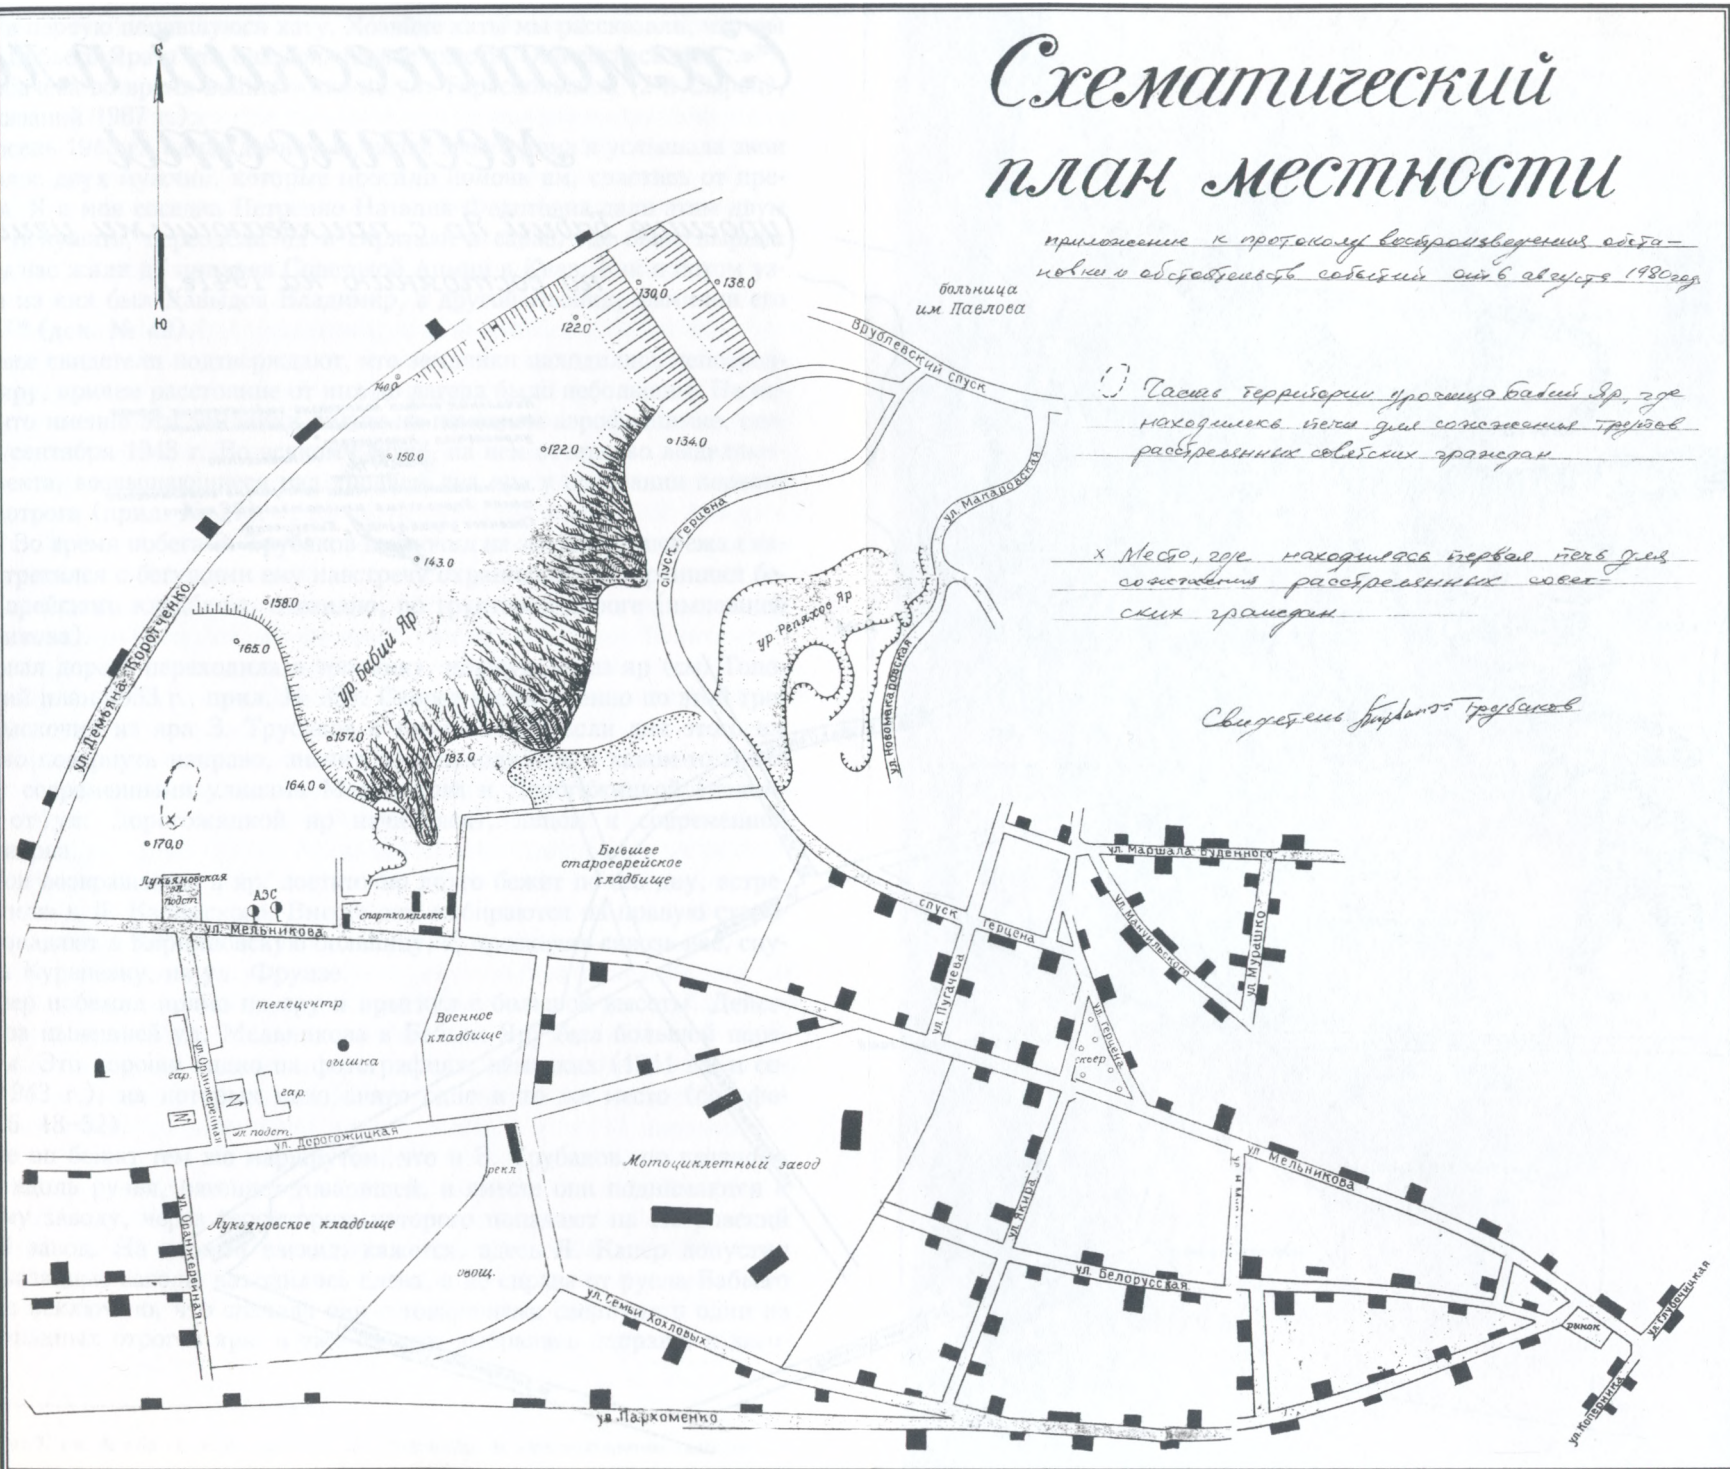 Схематический
план местности
приложение к протоколу воспроизведения обста-
новки и обстоятельств событий от 6 августа 1980 год
Часть территории урочища Бабий Яр, где
находились печи для сожжения трупов
расстрелянных советских граждан
х Место, где находилась первая печь для
сожжения расстрелянных совет-
ских граждан
Свидетель Трубаков
С
Ю
больница
им Павлова
Врублевский спуск
138.0
130,0
122.0
140.0
134.0
122.0
150.0
143.0
158.0
165.0
157.0
153.0
164.0
170,0
ул. Демьяна Коротченко
ур. Бабий Яр
спуск Герцена
ул. Макаровская
ур Репяхов Яр
ул. Новомакаровская
Бывшее
староеврейское
кладбище
Лукьяновская
эл.
подст.
АЗС
спорткомплекс
ул. Мельникова
спуск
Герцена
ул. Маршала Буденного
ул. Мануильского
ул. Мурашко
ул. Пугачева
ул. Герцена
сквер
телецентр
вышка
Военное
кладбище
гар.
гар.
ул. Оранжерейная
эл подст.
ул. Дорогожицкая
рекл
Мотоциклетный завод
Лукьяновское кладбище
овощ.
ул. Оранжерейная
ул. Семьи Хохловых
ул. Якира
ул. Мельникова
ул. Белорусская
рынок
ул. Глубочицкая
ул. Коперника
ул. Пархоменко